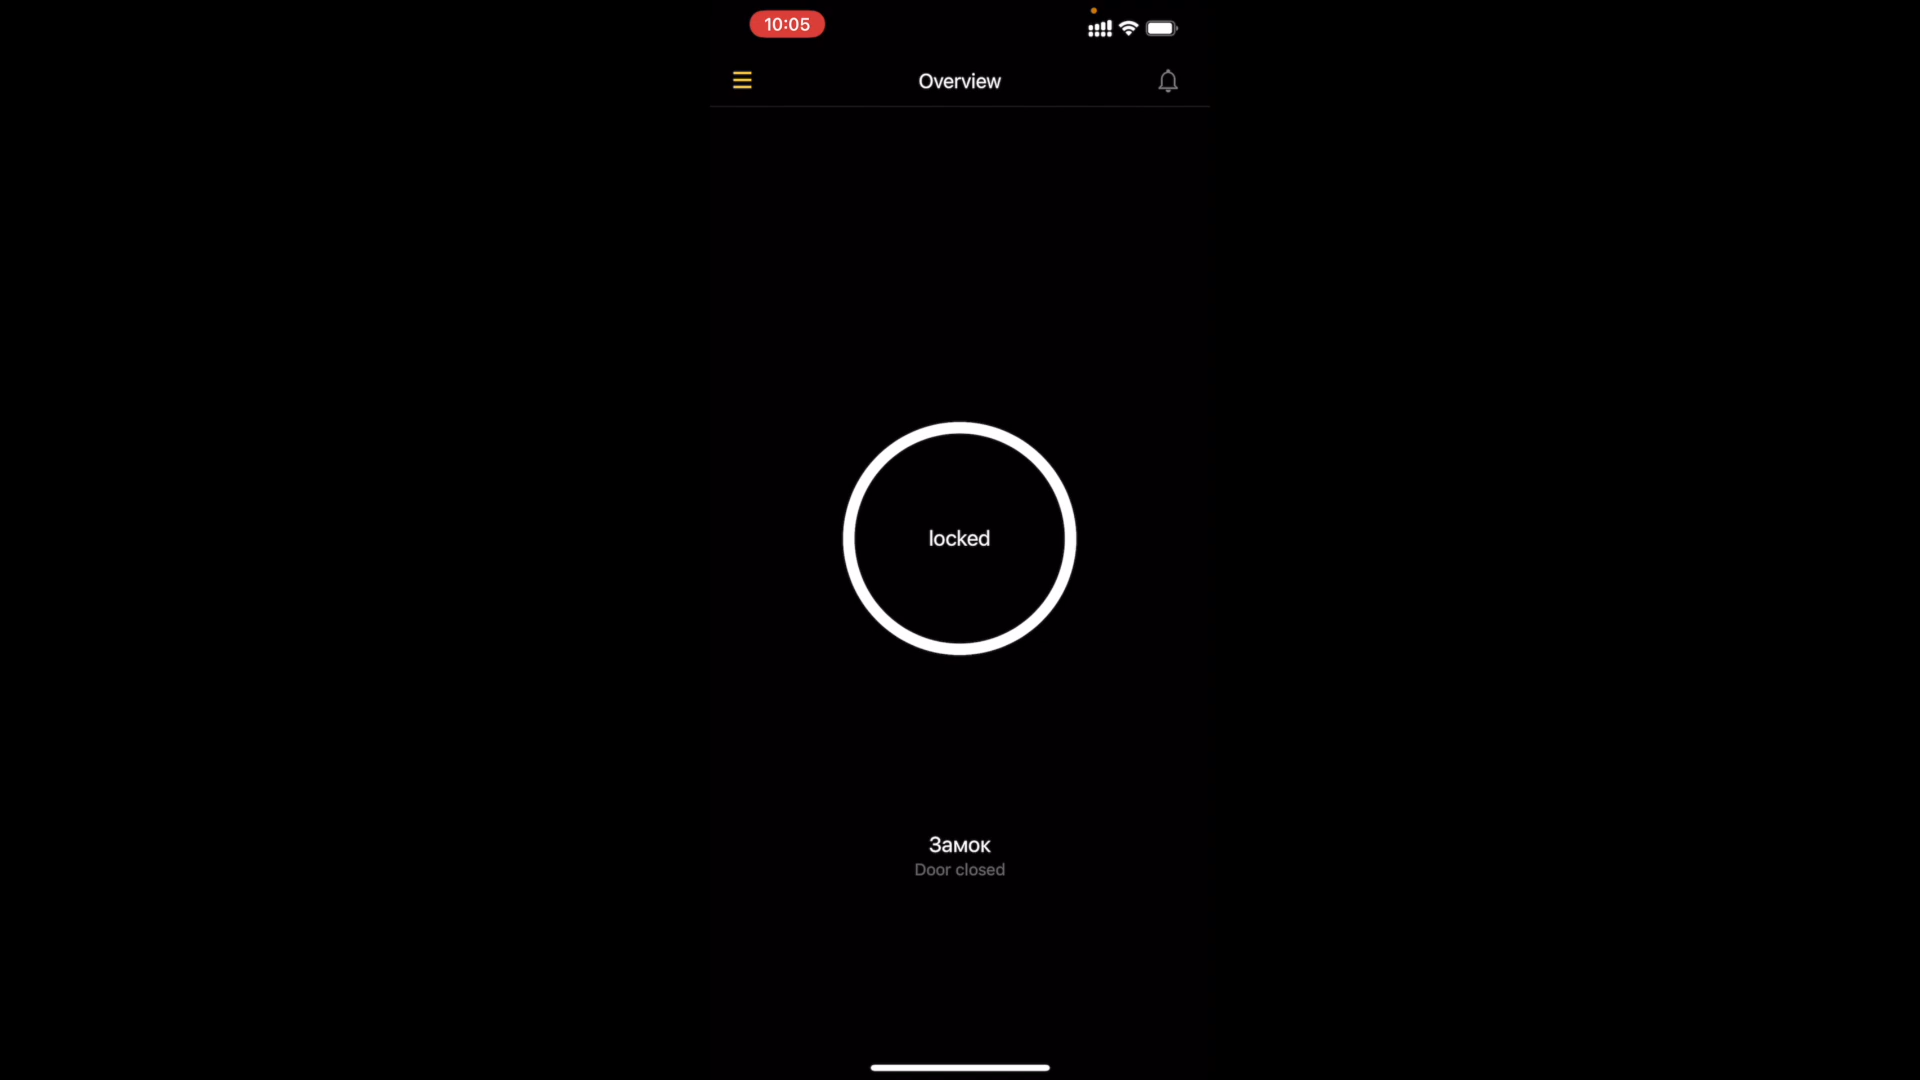 10:05
Overview
locked
Замок
Door closed